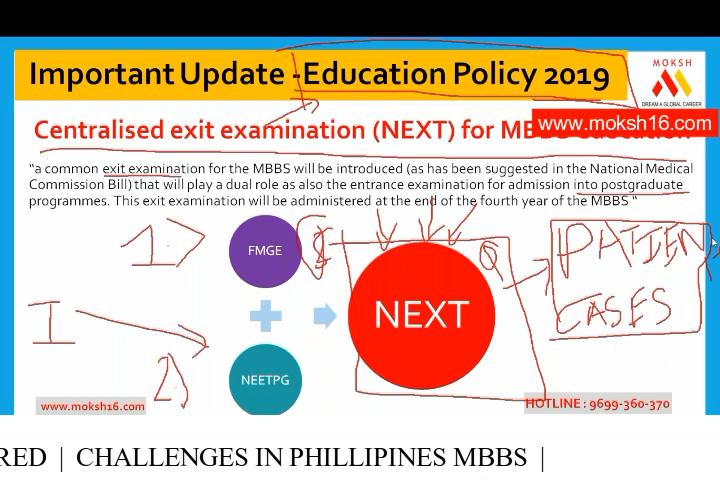 Important Update -Education Policy 2019
MOKSH
DREAM A GLOBAL CAREER
www.moksh16.com
Centralised exit examination (NEXT) for MBBS Education
"a common exit examination for the MBBS will be introduced (as has been suggested in the National Medical
Commission Bill) that will play a dual role as also the entrance examination for admission into postgraduate
programmes. This exit examination will be administered at the end of the fourth year of the MBBS "
1)
FMGE
Q
PATIEN
NEXT
CASES
I
2)
NEETPG
www.moksh16.com
HOTLINE : 9699-360-370
RED | CHALLENGES IN PHILLIPINES MBBS |